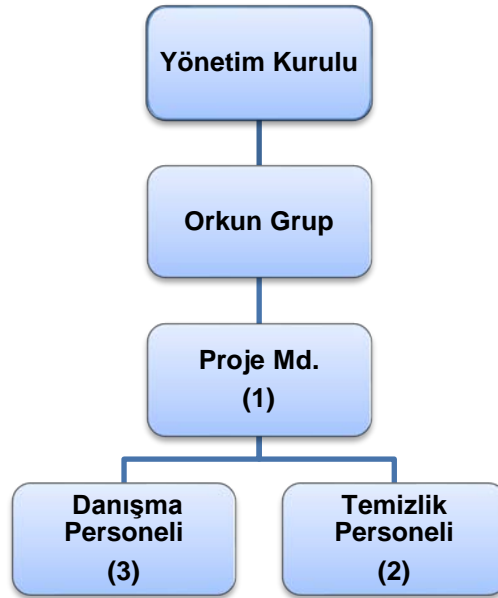 Yönetim Kurulu
Orkun Grup
Proje Md.
(1)
Danışma
Personeli
(3)
Temizlik
Personeli
(2)